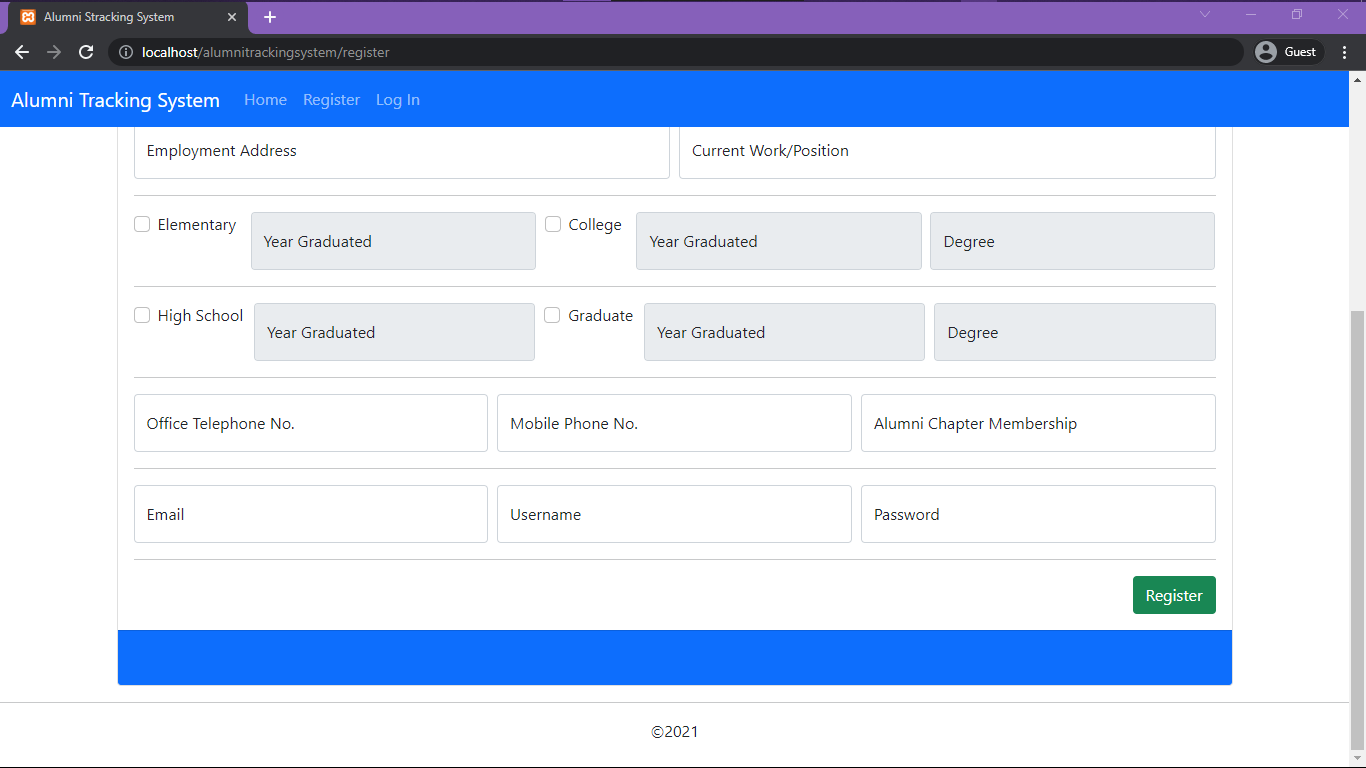 Alumni Stracking System
localhost/alumnitrackingsystem/register
Guest
Alumni Tracking System Home Register Log In
Employment Address Current Work/Position
Elementary Year Graduated College Year Graduated Degree
High School Year Graduated Graduate Year Graduated Degree
Office Telephone No. Mobile Phone No. Alumni Chapter Membership
Email Username Password
Register
©2021